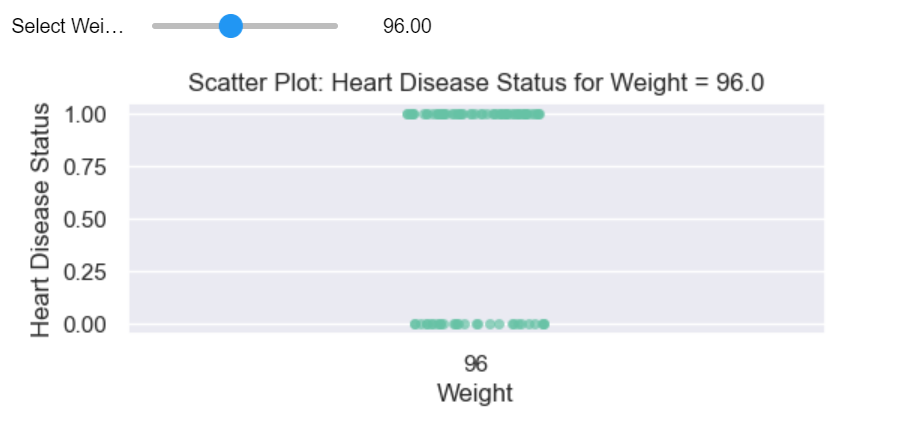 Select Wei… 96.00
Scatter Plot: Heart Disease Status for Weight = 96.0
Heart Disease Status
1.00
0.75
0.50
0.25
0.00
96
Weight